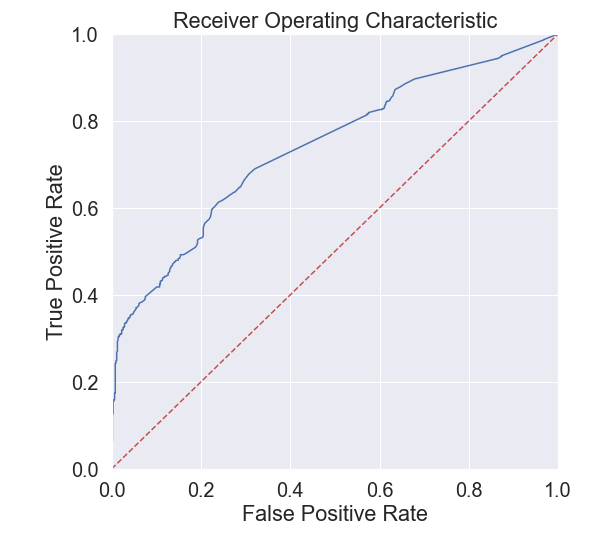 Receiver Operating Characteristic
1.0
0.8
0.6
0.4
0.2
0.0
True Positive Rate
0.0 0.2 0.4 0.6 0.8 1.0
False Positive Rate